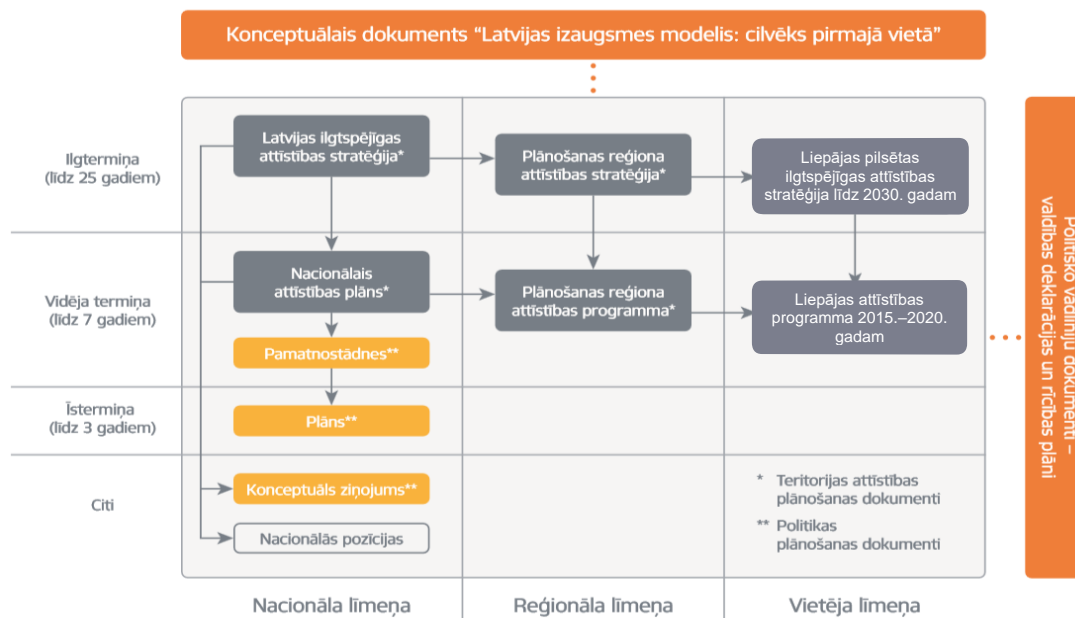 Konceptuālais dokuments “Latvijas izaugsmes modelis: cilvēks pirmajā vietā”
Ilgtermiņa
(līdz 25 gadiem)
Latvijas ilgtspējīgas
attīstības stratēģija*
Plānošanas reģiona
attīstības stratēģija*
Liepājas pilsētas
ilgtspējīgas attīstības
stratēģija līdz 2030. gadam
Vidēja termiņa
(līdz 7 gadiem)
Nacionālais
attīstības plāns*
Plānošanas reģiona
attīstības programma*
Liepājas attīstības
programma 2015.–2020.
gadam
Pamatnostādnes**
Īstermiņa
(līdz 3 gadiem)
Plāns**
Citi
Konceptuāls ziņojums**
Nacionālās pozīcijas
* Teritorijas attīstības
plānošanas dokumenti
** Politikas
plānošanas dokumenti
Nacionāla līmeņa
Reģionāla līmeņa
Vietēja līmeņa
Politisko vadlīniju dokumenti –
valdības deklarācijas un rīcības plāni